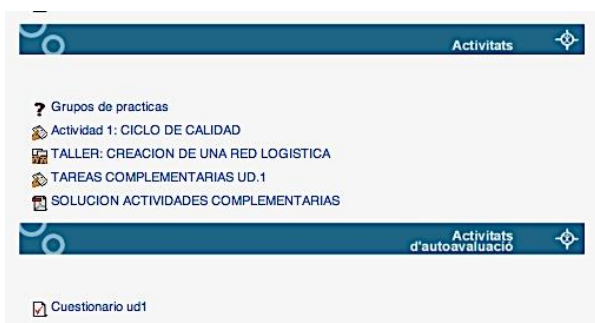 Activitats
Grupos de practicas
Actividad 1: CICLO DE CALIDAD
TALLER: CREACION DE UNA RED LOGISTICA
TAREAS COMPLEMENTARIAS UD.1
SOLUCION ACTIVIDADES COMPLEMENTARIAS
Activitats
d'autoavaluació
Cuestionario ud1